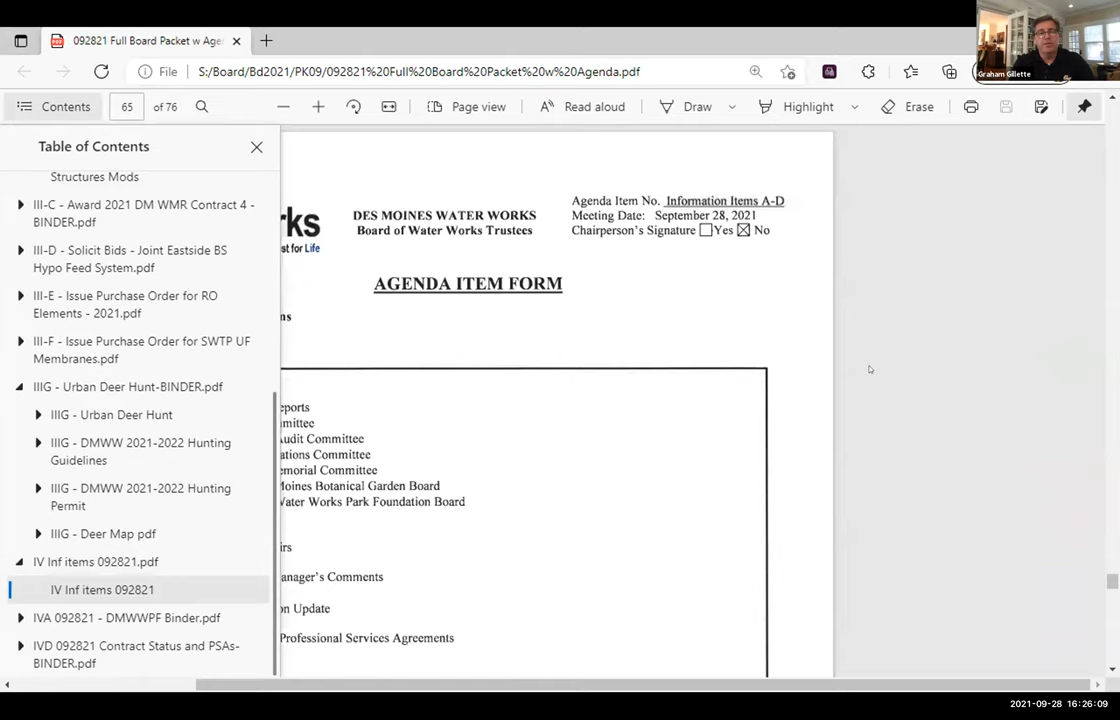 092821 Full Board Packet w Age
File
S:/Board/Bd2021/PK09/092821%20Full%20Board%20Packet%20w%20Agenda.pdf
Graham Gillette
Contents
65
of 76
Page view
Read aloud
Draw
Highlight
Erase
Table of Contents
Structures Mods
III-C - Award 2021 DM WMR Contract 4 -
BINDER.pdf
III-D - Solicit Bids - Joint Eastside BS
Hypo Feed System.pdf
III-E - Issue Purchase Order for RO
Elements - 2021.pdf
III-F - Issue Purchase Order for SWTP UF
Membranes.pdf
IIIG - Urban Deer Hunt-BINDER.pdf
IIIG - Urban Deer Hunt
IIIG - DMWW 2021-2022 Hunting
Guidelines
IIIG - DMWW 2021-2022 Hunting
Permit
IIIG - Deer Map pdf
IV Inf items 092821.pdf
IV Inf items 092821
IVA 092821 - DMWWPF Binder.pdf
IVD 092821 Contract Status and PSAs-
BINDER.pdf
rks
st for Life
DES MOINES WATER WORKS
Board of Water Works Trustees
Agenda Item No. Information Items A-D
Meeting Date: September 28, 2021
Chairperson's Signature ☐ Yes ☒ No
AGENDA ITEM FORM
ns
eports
mittee
Audit Committee
ations Committee
emorial Committee
Moines Botanical Garden Board
Water Works Park Foundation Board
irs
anager's Comments
on Update
Professional Services Agreements
2021-09-28 16:26:09